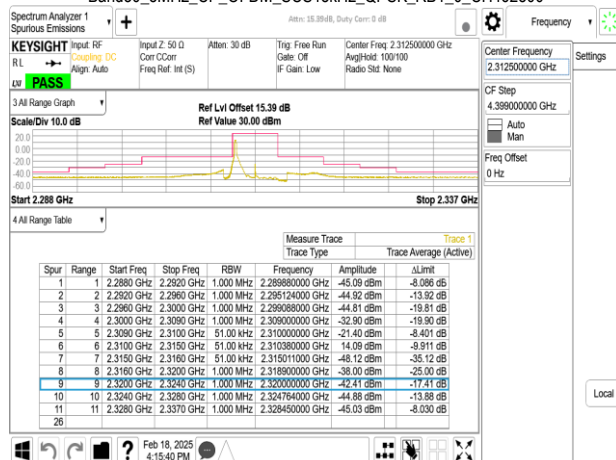 Spectrum Analyzer 1
Spurious Emissions
Attn: 15.39dB, Duty Corr: 0 dB
Frequency
KEYSIGHT
RL
Input: RF
Coupling: DC
Align: Auto
Input Z: 50 Ω
Corr CCorr
Freq Ref: Int (S)
Atten: 30 dB
Trig: Free Run
Gate: Off
IF Gain: Low
Center Freq: 2.312500000 GHz
Avg|Hold: 100/100
Radio Std: None
PASS
Center Frequency
2.312500000 GHz
Settings
CF Step
4.399000000 GHz
Auto
Man
Freq Offset
0 Hz
3 All Range Graph
Scale/Div 10.0 dB
Ref Lvl Offset 15.39 dB
Ref Value 30.00 dBm
20.0
0.00
-20.0
-40.0
-60.0
Start 2.288 GHz
Stop 2.337 GHz
4 All Range Table
Measure Trace Trace 1
Trace Type Trace Average (Active)
Spur Range Start Freq Stop Freq RBW Frequency Amplitude ΔLimit
1 1 2.2880 GHz 2.2920 GHz 1.000 MHz 2.289880000 GHz -45.09 dBm -8.086 dB
2 2 2.2920 GHz 2.2960 GHz 1.000 MHz 2.295124000 GHz -44.92 dBm -13.92 dB
3 3 2.2960 GHz 2.3000 GHz 1.000 MHz 2.299088000 GHz -44.81 dBm -19.81 dB
4 4 2.3000 GHz 2.3090 GHz 1.000 MHz 2.309000000 GHz -32.90 dBm -19.90 dB
5 5 2.3090 GHz 2.3100 GHz 51.00 kHz 2.310000000 GHz -21.40 dBm -8.401 dB
6 6 2.3100 GHz 2.3150 GHz 51.00 kHz 2.310380000 GHz 14.09 dBm -9.911 dB
7 7 2.3150 GHz 2.3160 GHz 51.00 kHz 2.315011000 GHz -48.12 dBm -35.12 dB
8 8 2.3160 GHz 2.3200 GHz 1.000 MHz 2.318900000 GHz -38.00 dBm -25.00 dB
9 9 2.3200 GHz 2.3240 GHz 1.000 MHz 2.320000000 GHz -42.41 dBm -17.41 dB
10 10 2.3240 GHz 2.3280 GHz 1.000 MHz 2.324764000 GHz -44.88 dBm -13.88 dB
11 11 2.3280 GHz 2.3370 GHz 1.000 MHz 2.328450000 GHz -45.03 dBm -8.030 dB
26
Local
Feb 18, 2025
4:15:40 PM